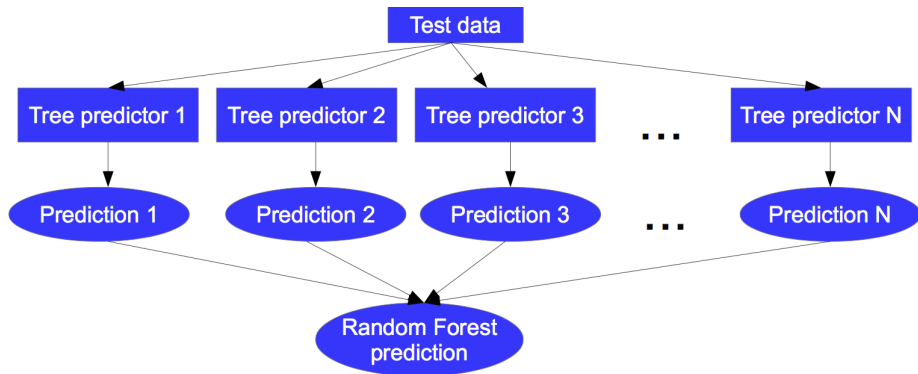 Test data
Tree predictor 1
Tree predictor 2
Tree predictor 3
...
Tree predictor N
Prediction 1
Prediction 2
Prediction 3
...
Prediction N
Random Forest
prediction